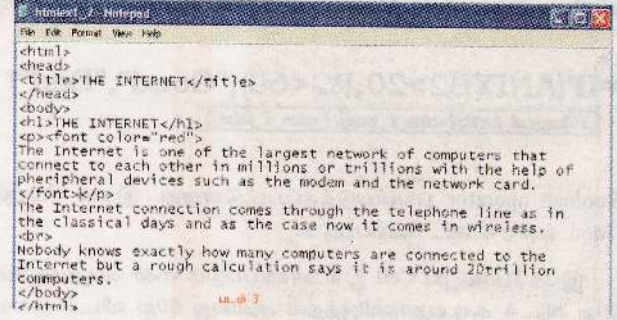 htmlext_2 - Notepad
File Edit Format View Help
<html>
<head>
<title>THE INTERNET</title>
</head>
<body>
<h1>THE INTERNET</h1>
<p><font color="red">
The Internet is one of the largest network of computers that
connect to each other in millions or trillions with the help of
pheripheral devices such as the modem and the network card.
</font></p>
The Internet connection comes through the telephone line as in
the classical days and as the case now it comes in wireless.
<br>
Nobody knows exactly how many computers are connected to the
Internet but a rough calculation says it is around 20trillion
commputers.
</body>
</html>
3